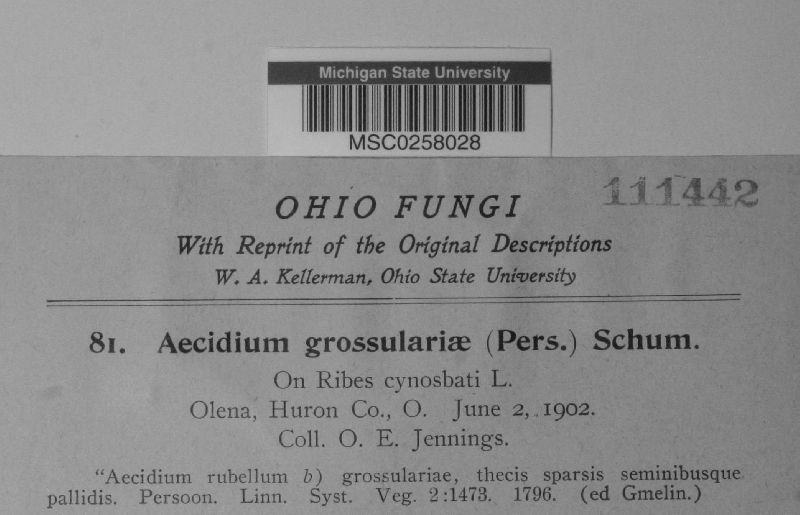 Michigan State University
MSC0258028
111442
OHIO FUNGI
With Reprint of the Original Descriptions
W. A. Kellerman, Ohio State University
81. Aecidium grossulariæ (Pers.) Schum.
On Ribes cynosbati L.
Olena, Huron Co., O. June 2, 1902.
Coll. O. E. Jennings.
"Aecidium rubellum b) grossulariae, thecis sparsis seminibusque
pallidis. Persoon. Linn. Syst. Veg. 2:1473. 1796. (ed Gmelin.)